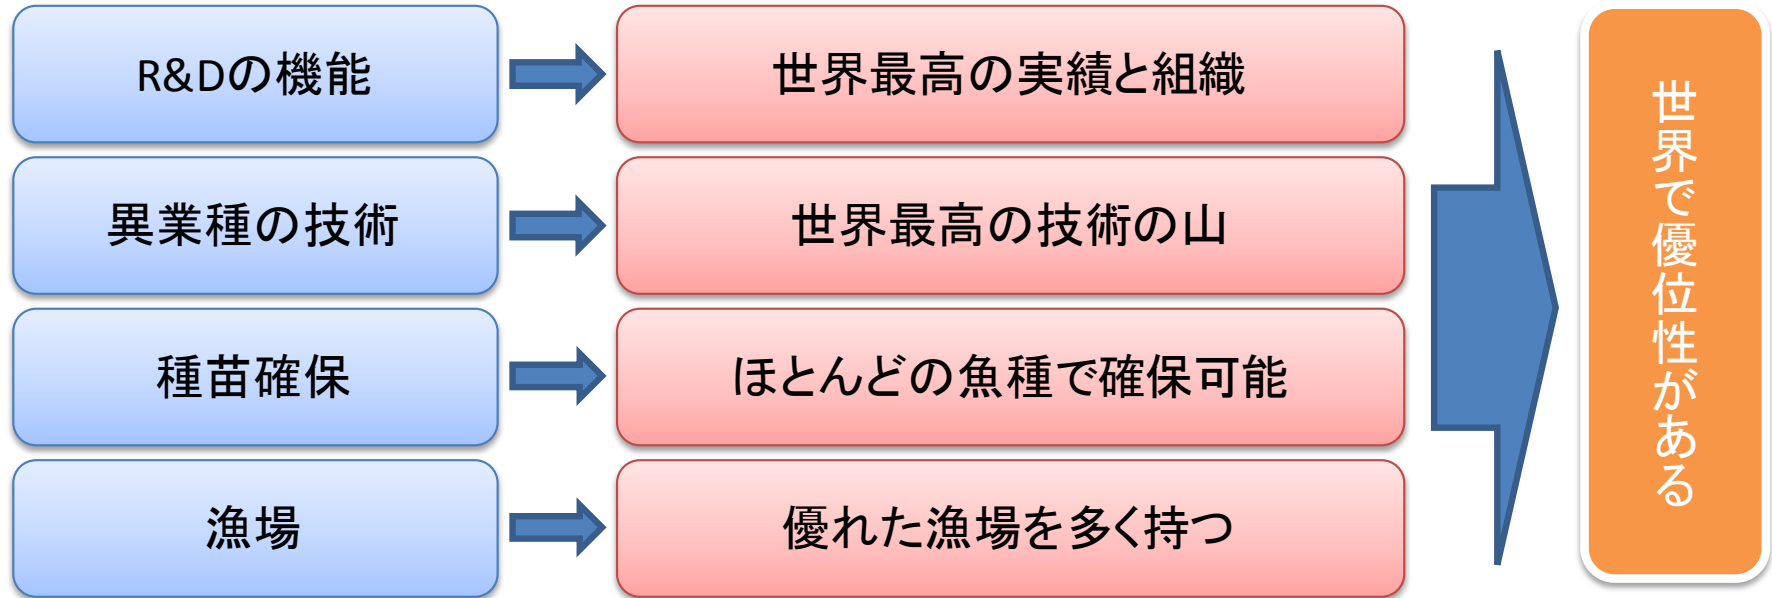 R&Dの機能
世界最高の実績と組織
異業種の技術
世界最高の技術の山
種苗確保
ほとんどの魚種で確保可能
漁場
優れた漁場を多く持つ
世界で優位性がある